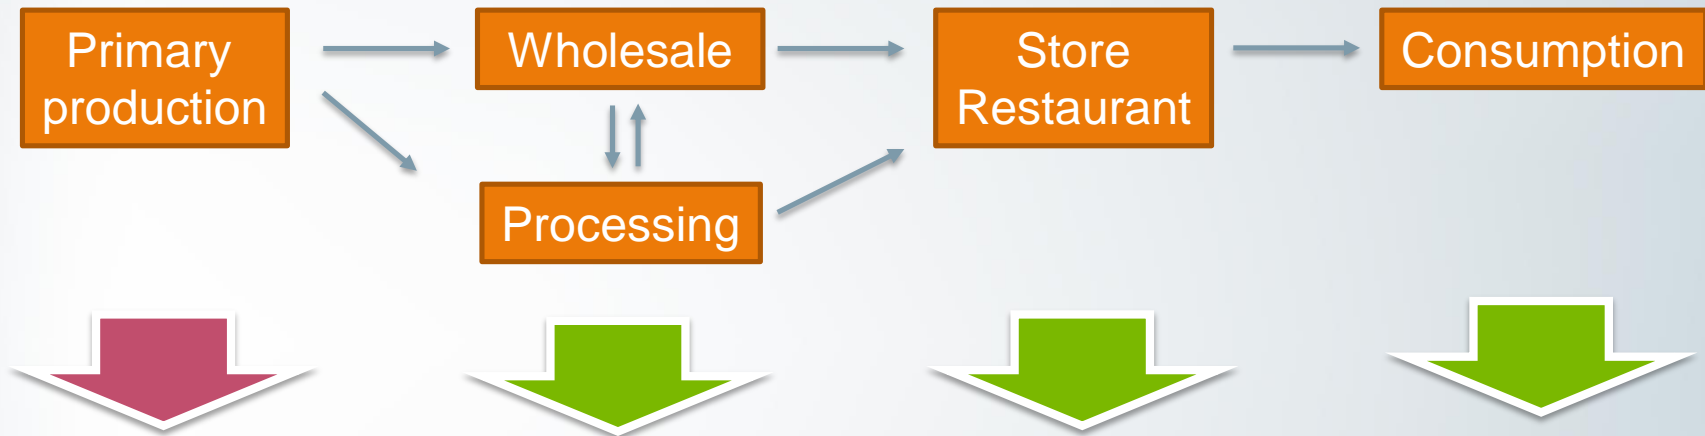 Primary
production
Wholesale
Store
Restaurant
Consumption
Processing